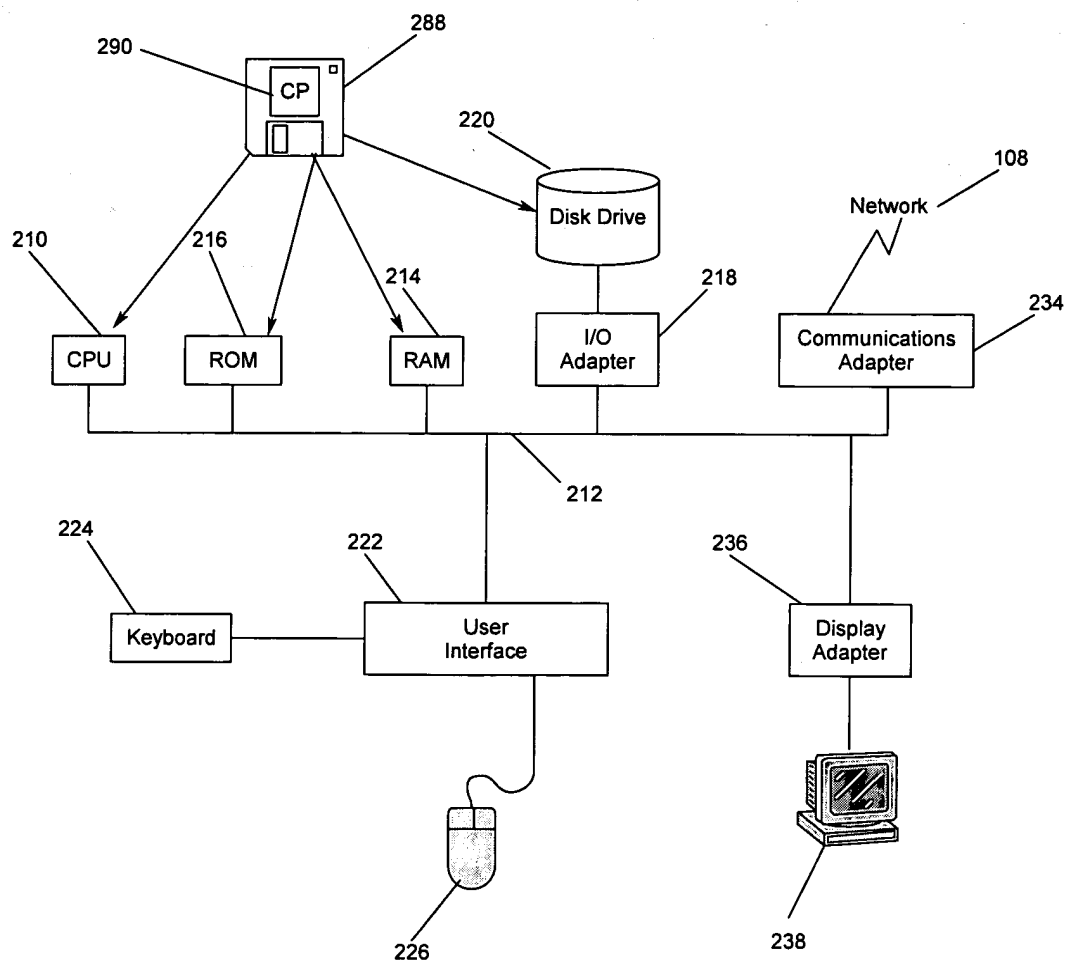 290
288
CP
220
108
Network
Disk Drive
210
216
214
218
234
CPU
ROM
RAM
I/O
Adapter
Communications
Adapter
212
224
222
236
Keyboard
User
Interface
Display
Adapter
226
238